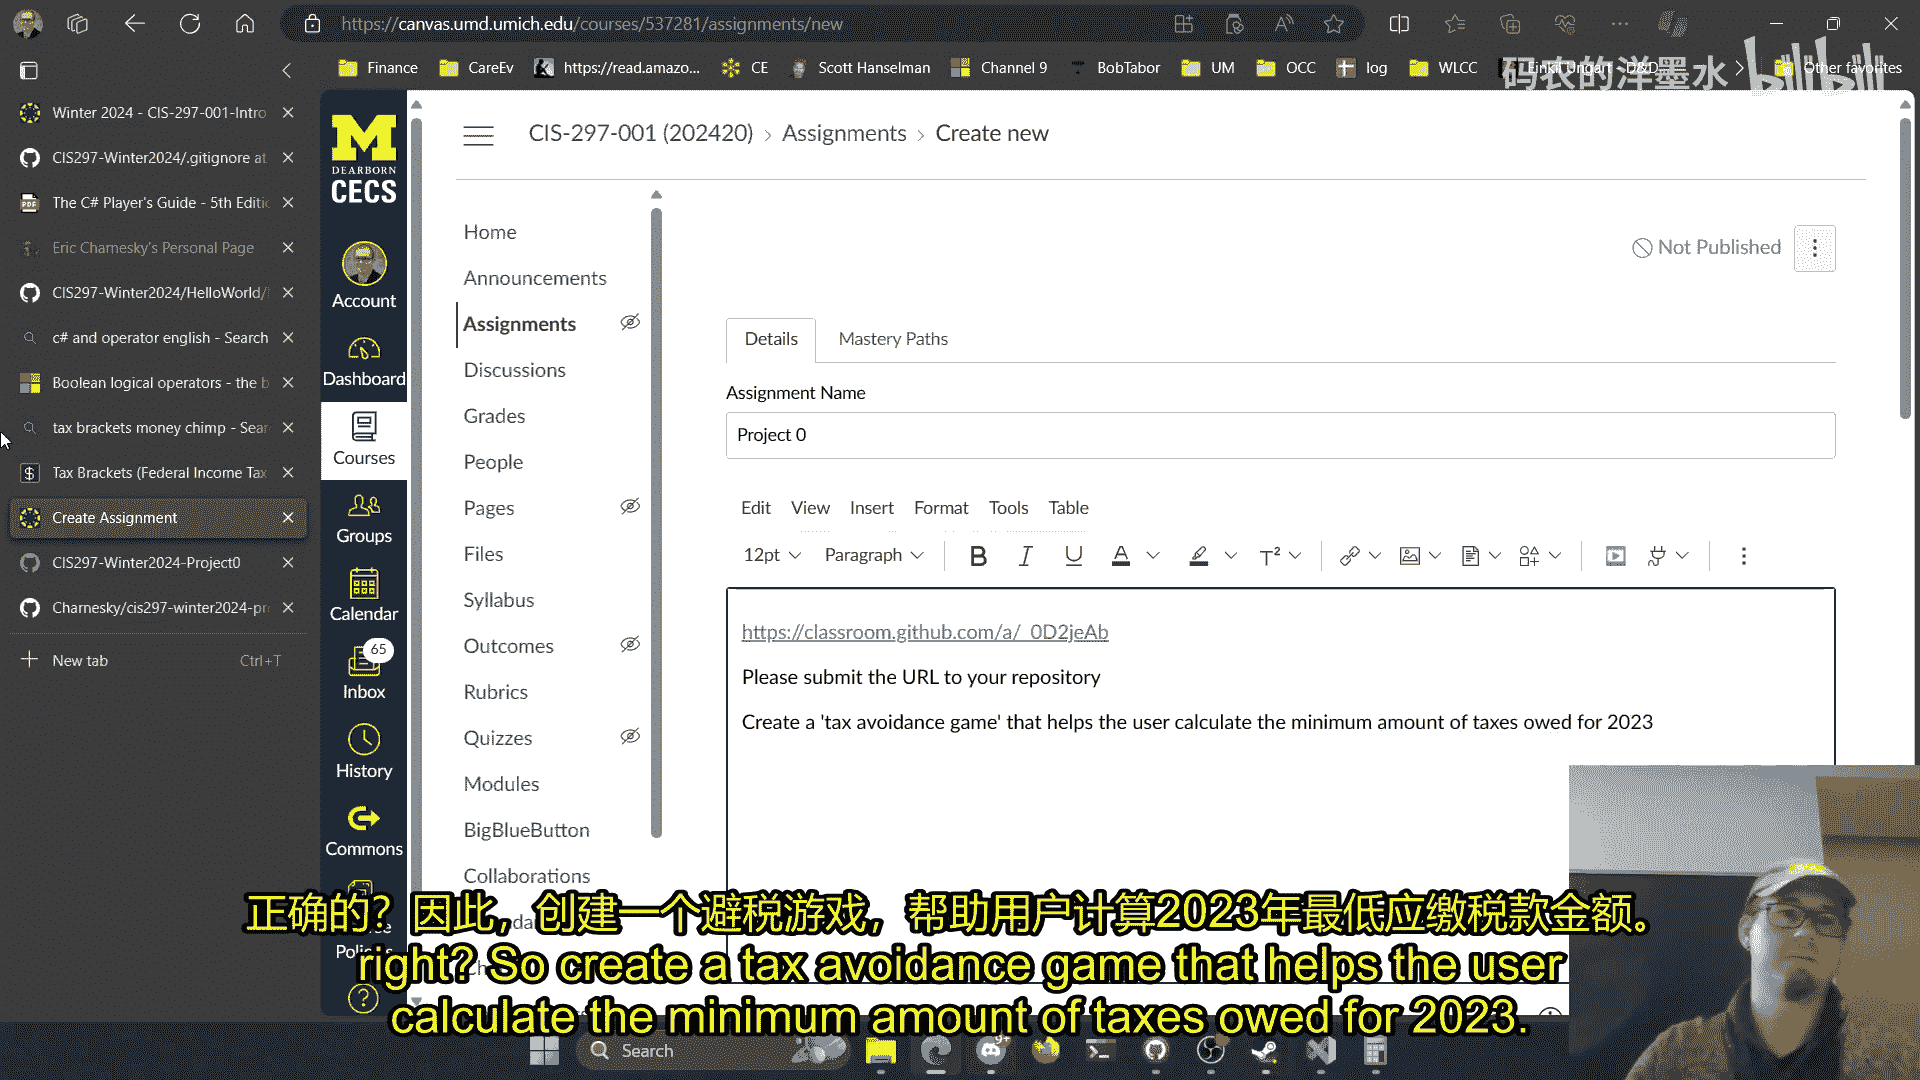 https://canvas.umd.umich.edu/courses/537281/assignments/new
Finance
CareEv
https://read.amazo...
CE
Scott Hanselman
Channel 9
BobTabor
UM
OCC
log
WLCC
Other favorites
码农的洋墨水
bilibili
Winter 2024 - CIS-297-001-Intro
CIS297-Winter2024/.gitignore at
The C# Player's Guide - 5th Editio
Eric Charnesky's Personal Page
CIS297-Winter2024/HelloWorld/
c# and operator english - Search
Boolean logical operators - the b
tax brackets money chimp - Sear
Tax Brackets (Federal Income Tax
Create Assignment
CIS297-Winter2024-Project0
Charnesky/cis297-winter2024-pr
New tab
Ctrl+T
M
DEARBORN
CECS
Account
Dashboard
Courses
Groups
Calendar
65
Inbox
History
Commons
CIS-297-001 (202420) > Assignments > Create new
Home
Announcements
Assignments
Discussions
Grades
People
Pages
Files
Syllabus
Outcomes
Rubrics
Quizzes
Modules
BigBlueButton
Collaborations
Not Published
Details
Mastery Paths
Assignment Name
Project 0
Edit View Insert Format Tools Table
12pt Paragraph
https://classroom.github.com/a/_0D2jeAb
Please submit the URL to your repository
Create a 'tax avoidance game' that helps the user calculate the minimum amount of taxes owed for 2023
正确的？因此，创建一个避税游戏，帮助用户计算2023年最低应缴税款金额。
right? So create a tax avoidance game that helps the user
calculate the minimum amount of taxes owed for 2023.
Search